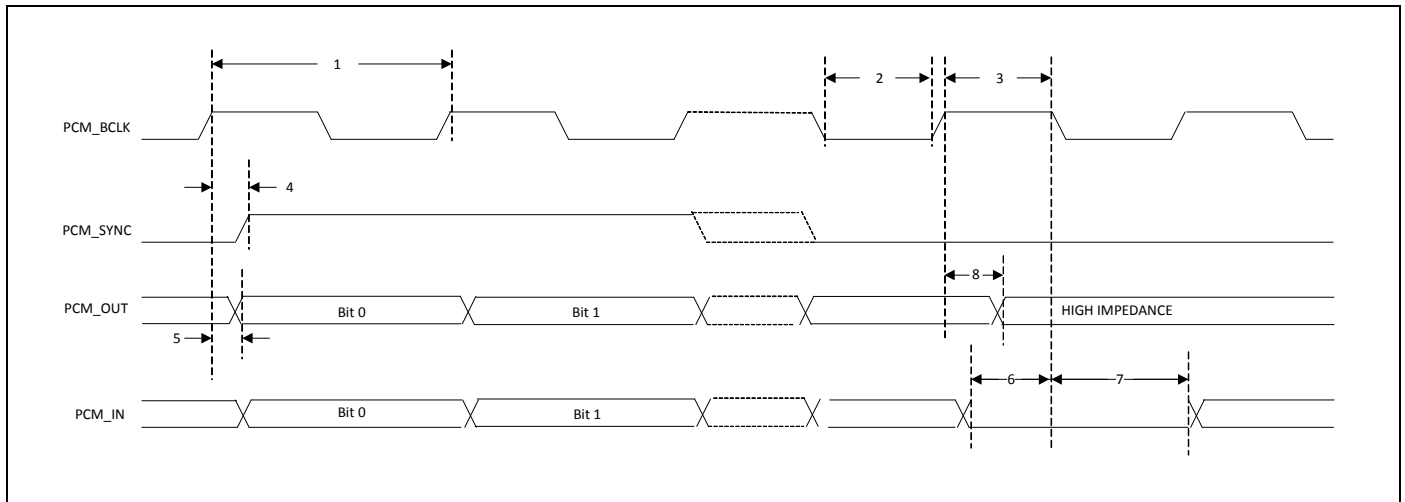 1
2
3
PCM_BCLK
4
PCM_SYNC
8
PCM_OUT
Bit 0
Bit 1
HIGH IMPEDANCE
5
6
7
PCM_IN
Bit 0
Bit 1